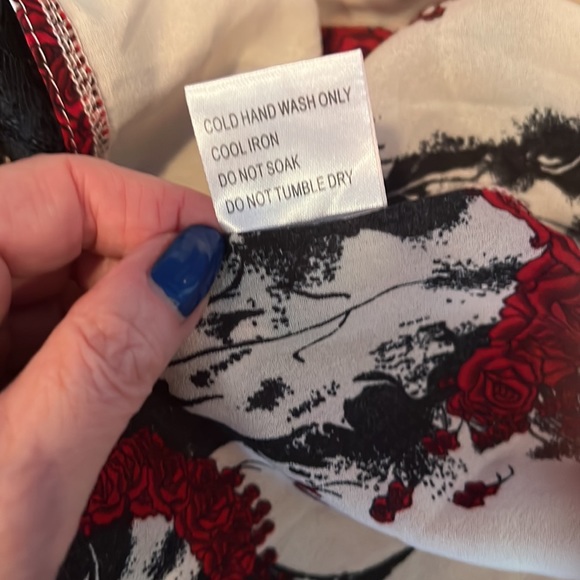 COLD HAND WASH ONLY
COOL IRON
DO NOT SOAK
DO NOT TUMBLE DRY